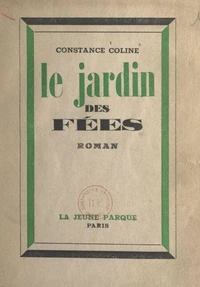 CONSTANCE COLINE
le jardin
DES
FÉES
ROMAN
LA JEUNE PARQUE
PARIS